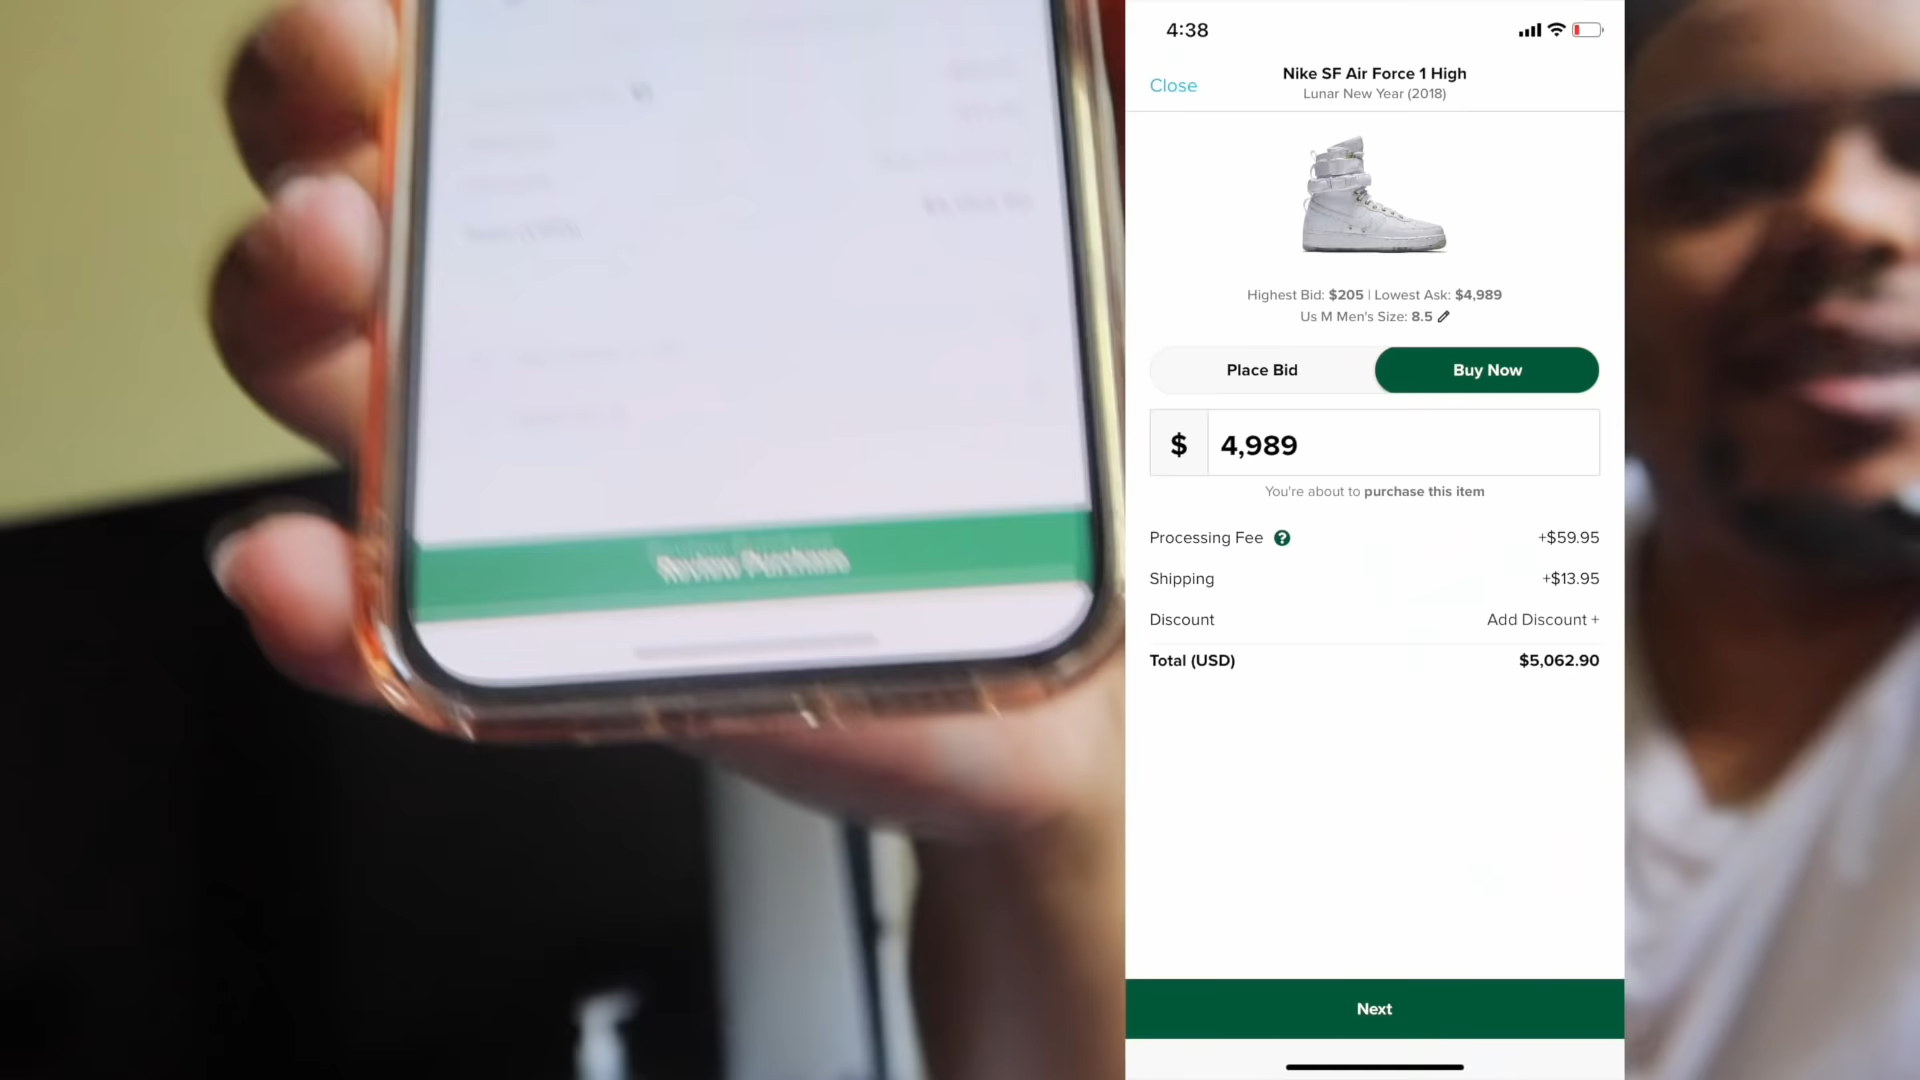 Review Purchase
4:38
Close
Nike SF Air Force 1 High
Lunar New Year (2018)
Highest Bid: $205 | Lowest Ask: $4,989
Us M Men's Size: 8.5
Place Bid
Buy Now
$ 4,989
You're about to purchase this item
Processing Fee ? +$59.95
Shipping +$13.95
Discount Add Discount +
Total (USD) $5,062.90
Next